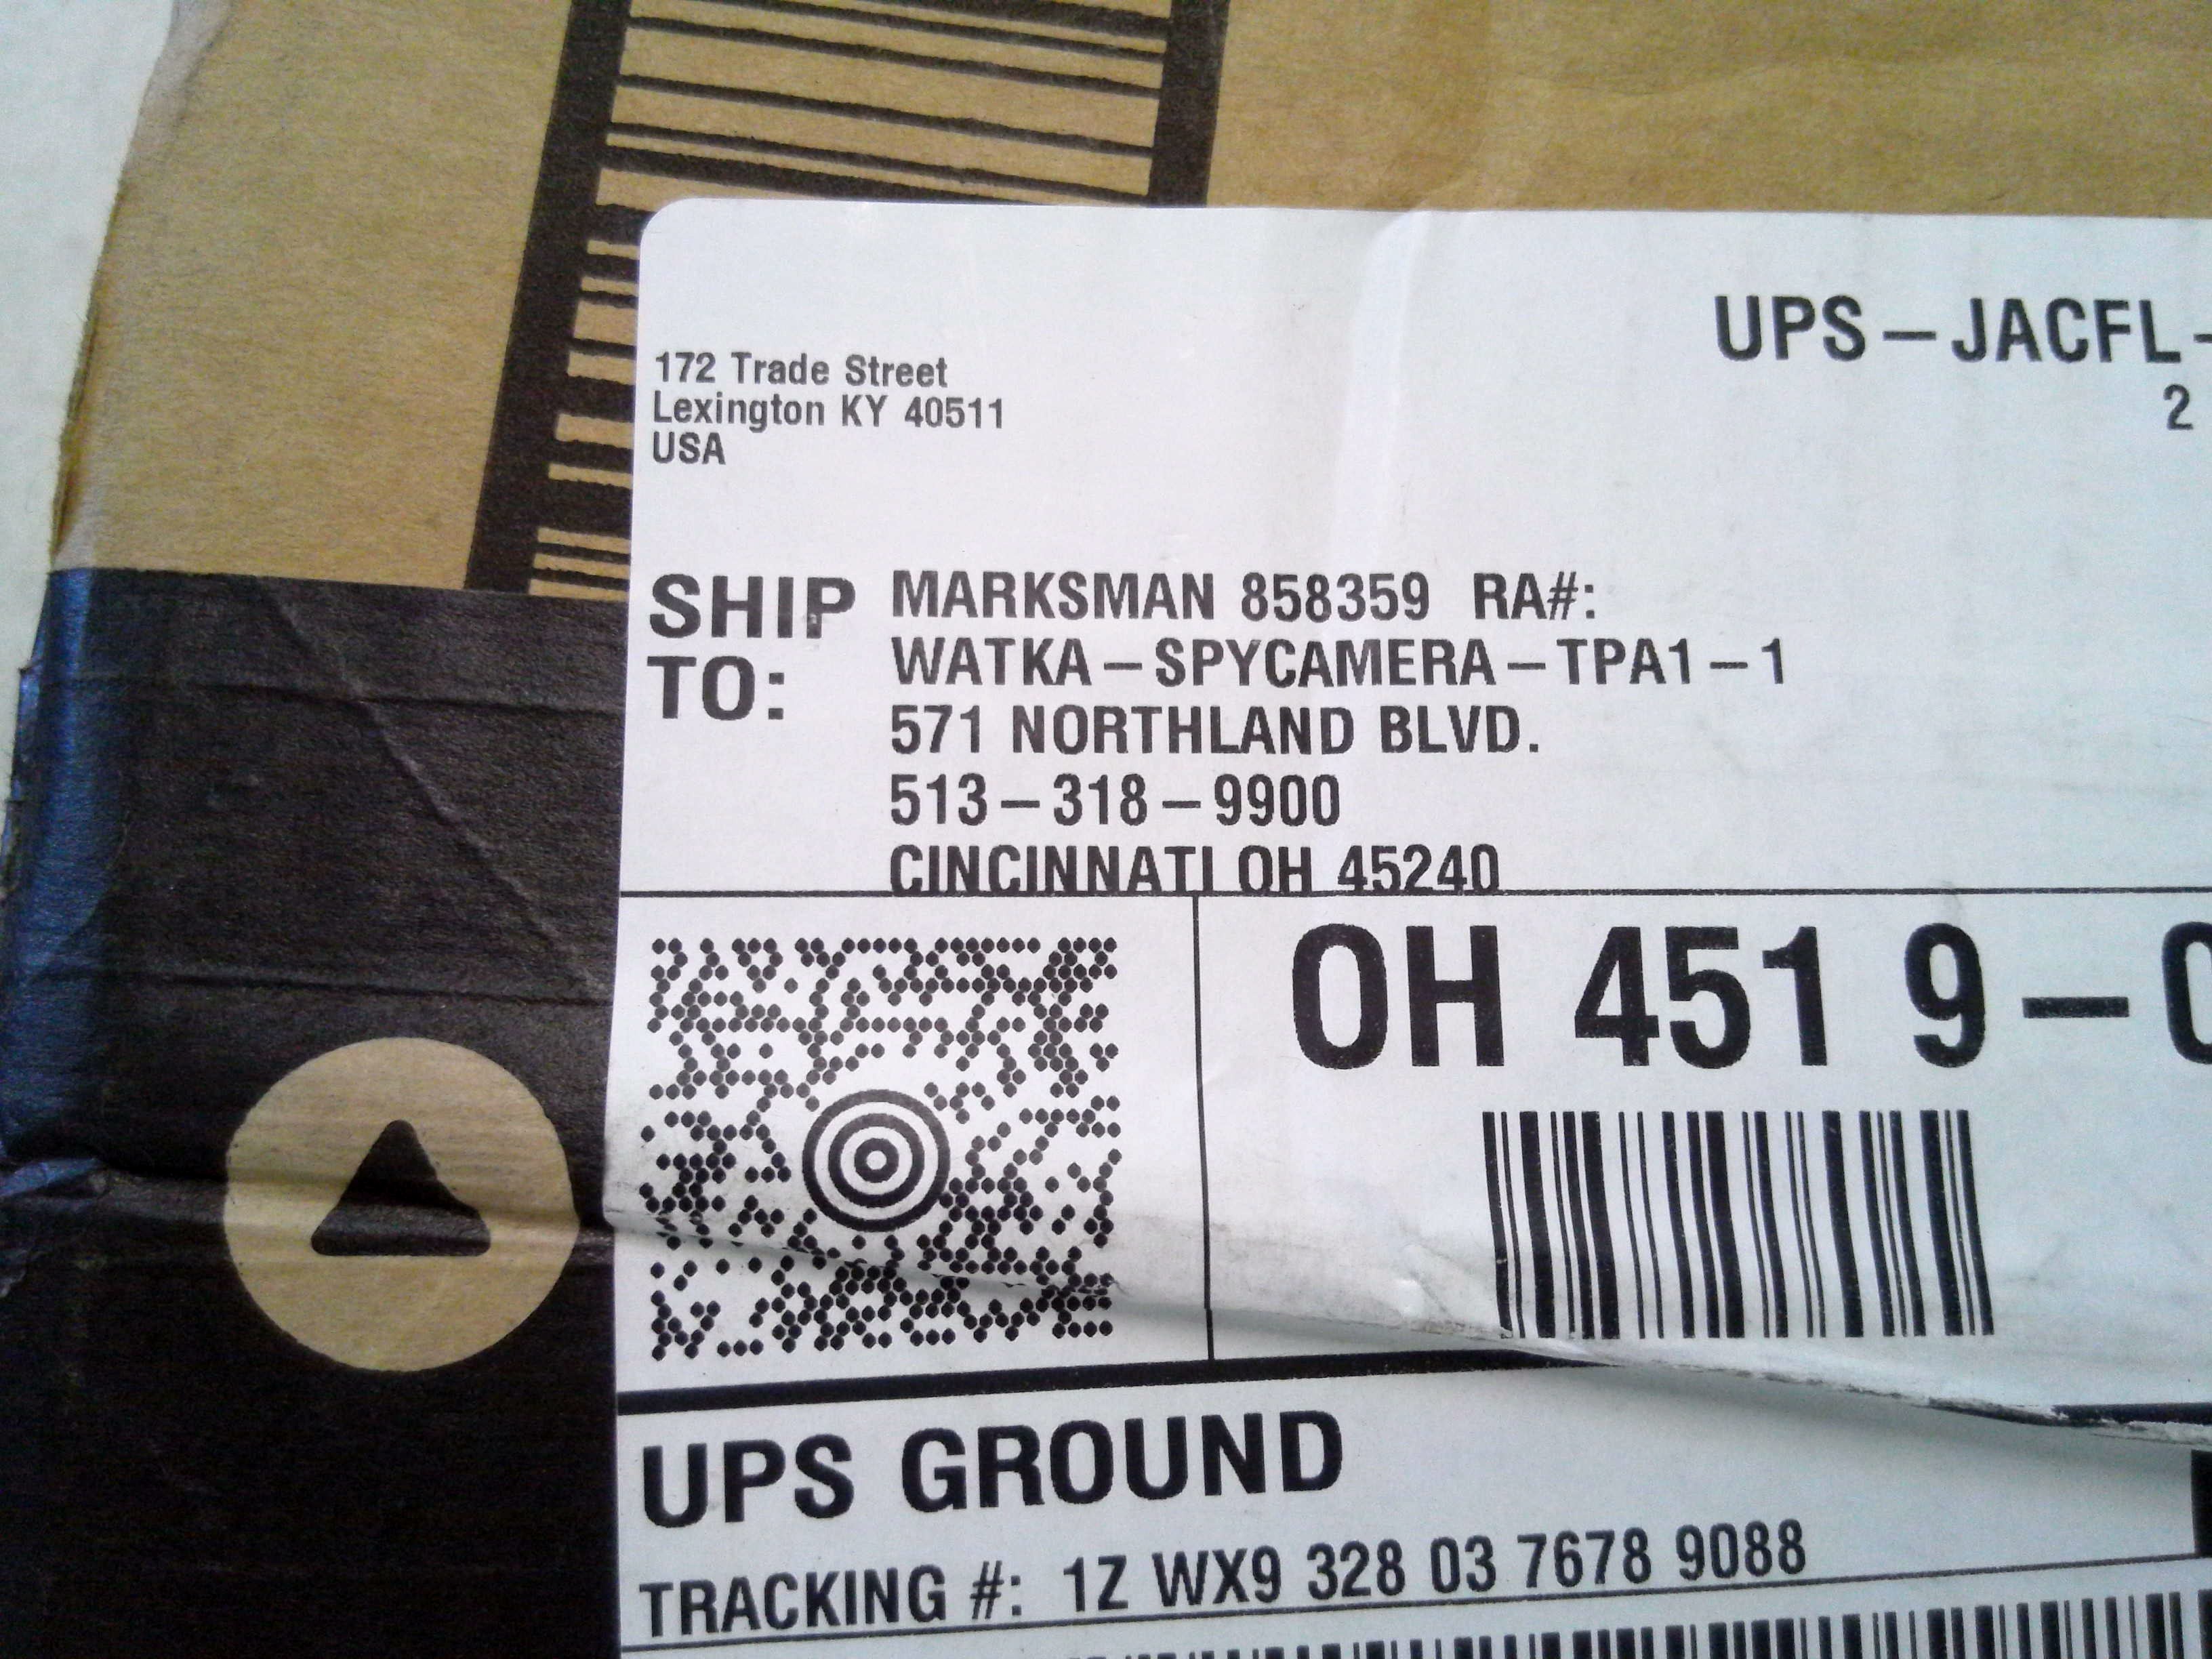 UPS-JACFL-
2
172 Trade Street
Lexington KY 40511
USA
SHIP TO:
MARKSMAN 858359 RA#:
WATKA-SPYCAMERA-TPA1-1
571 NORTHLAND BLVD.
513-318-9900
CINCINNATI OH 45240
OH 451 9-0
UPS GROUND
TRACKING #: 1Z WX9 328 03 7678 9088